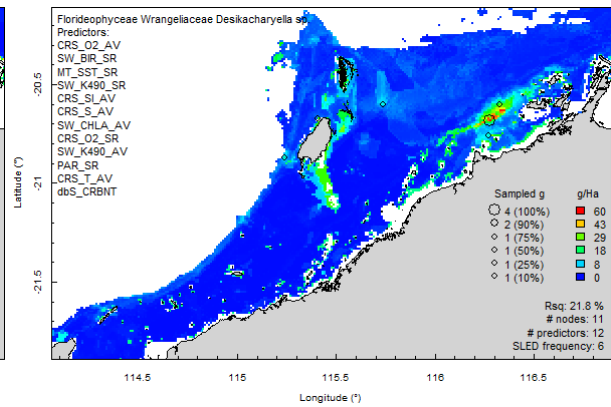 Florideophyceae Wrangeliaceae Desikacharyella sp.
Predictors:
CRS_O2_AV
SW_BIR_SR
MT_SST_SR
SW_K490_SR
CRS_SI_AV
CRS_S_AV
SW_CHLA_AV
CRS_O2_SR
SW_K490_AV
PAR_SR
CRS_T_AV
dbS_CRBNT
-20.5
-21
-21.5
Latitude (°)
Sampled g g/Ha
4 (100%) 60
2 (90%) 43
1 (75%) 29
1 (50%) 18
1 (25%) 8
1 (10%) 0
Rsq: 21.8 %
# nodes: 11
# predictors: 12
SLED frequency: 6
114.5 115 115.5 116 116.5
Longitude (°)